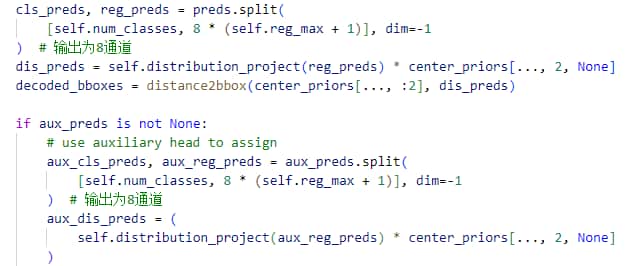 cls_preds, reg_preds = preds.split(
    [self.num_classes, 8 * (self.reg_max + 1)], dim=-1
)  # 输出为8通道
dis_preds = self.distribution_project(reg_preds) * center_priors[..., 2, None]
decoded_bboxes = distance2bbox(center_priors[..., :2], dis_preds)

if aux_preds is not None:
    # use auxiliary head to assign
    aux_cls_preds, aux_reg_preds = aux_preds.split(
        [self.num_classes, 8 * (self.reg_max + 1)], dim=-1
    )  # 输出为8通道
    aux_dis_preds = (
        self.distribution_project(aux_reg_preds) * center_priors[..., 2, None]
    )